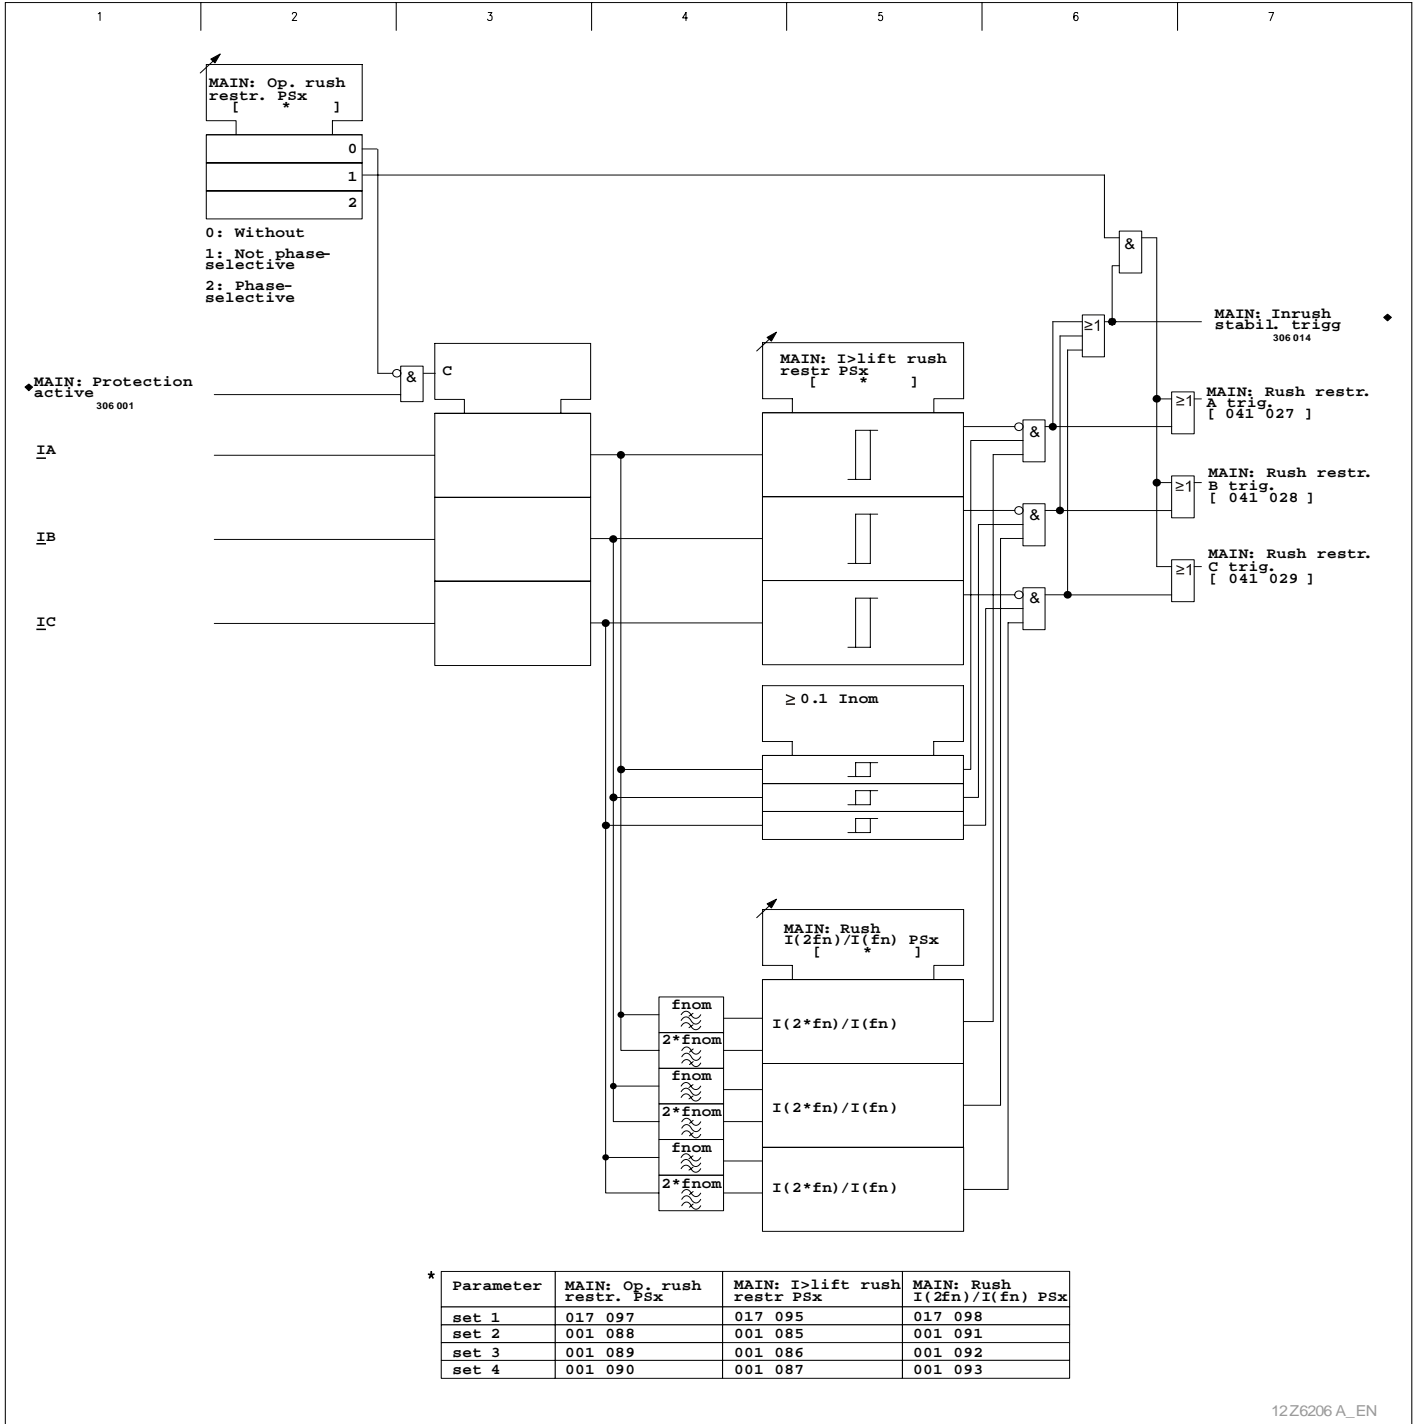 1 2 3 4 5 6 7
MAIN: Op. rush
restr. PSx
[ * ]
0
1
2
0: Without
1: Not phase-
selective
2: Phase-
selective
&
MAIN: Inrush
stabil. trigg
306 014
≥1
MAIN: Protection
active
306 001
&
C
MAIN: I>lift rush
restr PSx
[ * ]
MAIN: Rush restr.
A trig.
[ 041 027 ]
≥1
&
IA
MAIN: Rush restr.
B trig.
[ 041 028 ]
≥1
&
IB
MAIN: Rush restr.
C trig.
[ 041 029 ]
≥1
&
IC
≥ 0.1 Inom
MAIN: Rush
I(2fn)/I(fn) PSx
[ * ]
fnom
I(2*fn)/I(fn)
2*fnom
fnom
I(2*fn)/I(fn)
2*fnom
fnom
I(2*fn)/I(fn)
2*fnom
*
Parameter
MAIN: Op. rush
restr. PSx
MAIN: I>lift rush
restr PSx
MAIN: Rush
I(2fn)/I(fn) PSx
set 1 017 097 017 095 017 098
set 2 001 088 001 085 001 091
set 3 001 089 001 086 001 092
set 4 001 090 001 087 001 093
12Z6206 A_EN